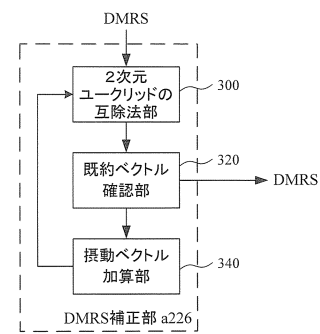 DMRS
2次元
ユークリッドの
互除法部
300
既約ベクトル
確認部
320
DMRS
摂動ベクトル
加算部
340
DMRS補正部 a226